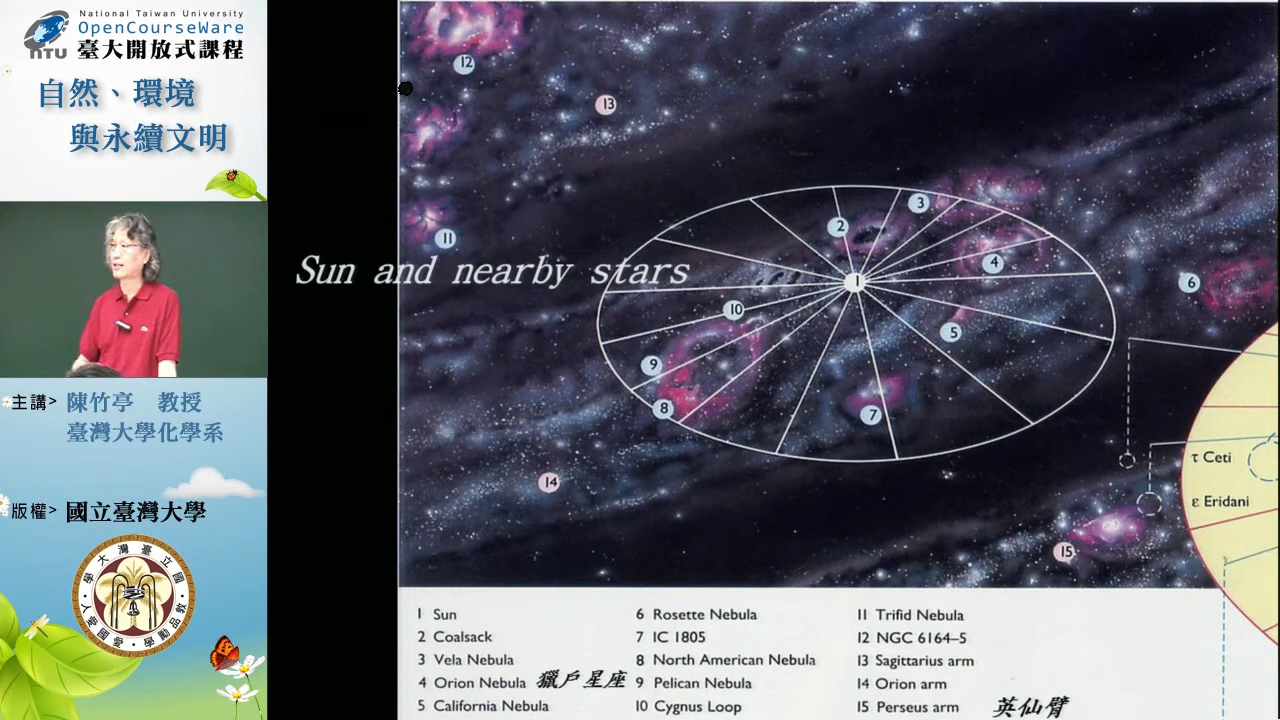 National Taiwan University
OpenCourseWare
NTU
臺大開放式課程
自然、環境
與永續文明
主講> 陳竹亭 教授
臺灣大學化學系
版權> 國立臺灣大學
12
13
11
3
2
4
6
1
5
10
9
8
7
14
15
Sun and nearby stars
τ Ceti
ε Eridani
1 Sun
2 Coalsack
3 Vela Nebula
4 Orion Nebula 獵戶星座
5 California Nebula
6 Rosette Nebula
7 IC 1805
8 North American Nebula
9 Pelican Nebula
10 Cygnus Loop
11 Trifid Nebula
12 NGC 6164–5
13 Sagittarius arm
14 Orion arm
15 Perseus arm 英仙臂